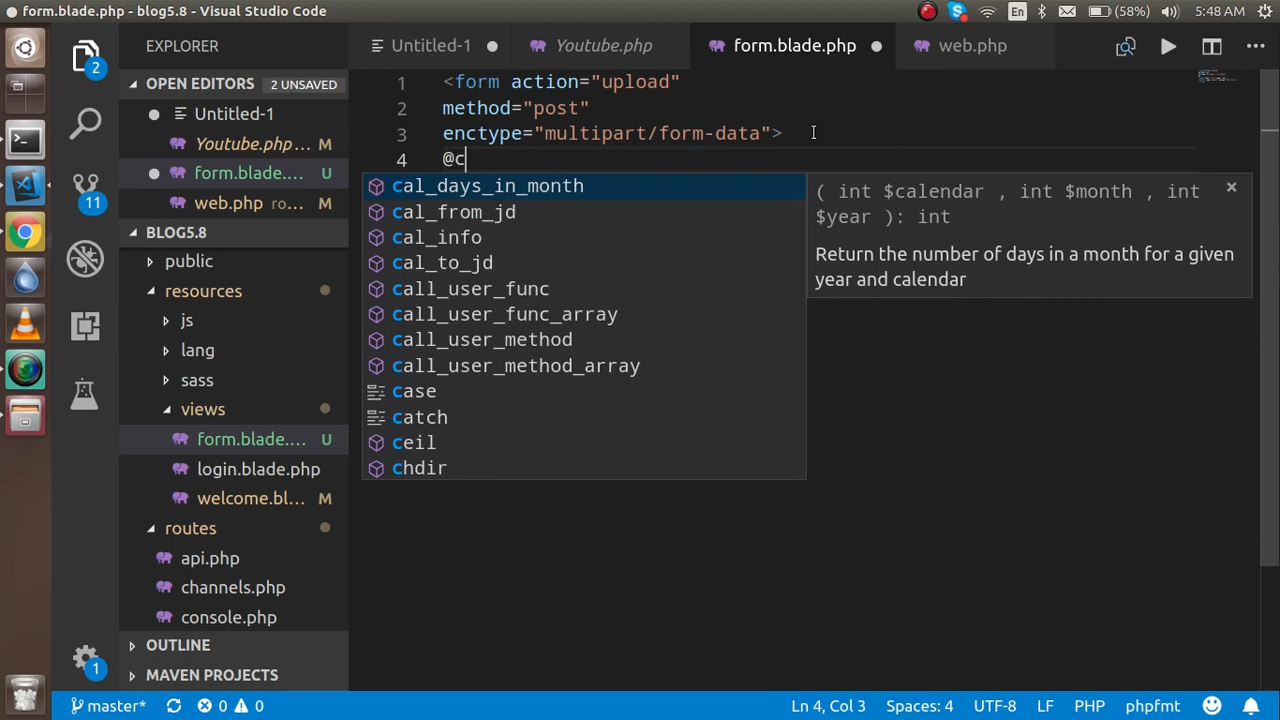 form.blade.php - blog5.8 - Visual Studio Code
En
(58%)
5:48 AM
EXPLORER
Untitled-1
Youtube.php
form.blade.php
web.php
2
11
1
OPEN EDITORS 2 UNSAVED
Untitled-1
Youtube.php ... M
form.blade.... U
web.php ro... M
BLOG5.8
public
resources
js
lang
sass
views
form.blade.... U
login.blade.php
welcome.bl... M
routes
api.php
channels.php
console.php
OUTLINE
MAVEN PROJECTS
1 <form action="upload"
2 method="post"
3 enctype="multipart/form-data">
4 @c
cal_days_in_month
cal_from_jd
cal_info
cal_to_jd
call_user_func
call_user_func_array
call_user_method
call_user_method_array
case
catch
ceil
chdir
( int $calendar , int $month , int
$year ): int
Return the number of days in a month for a given
year and calendar
master*
0
0
Ln 4, Col 3
Spaces: 4
UTF-8
LF
PHP
phpfmt